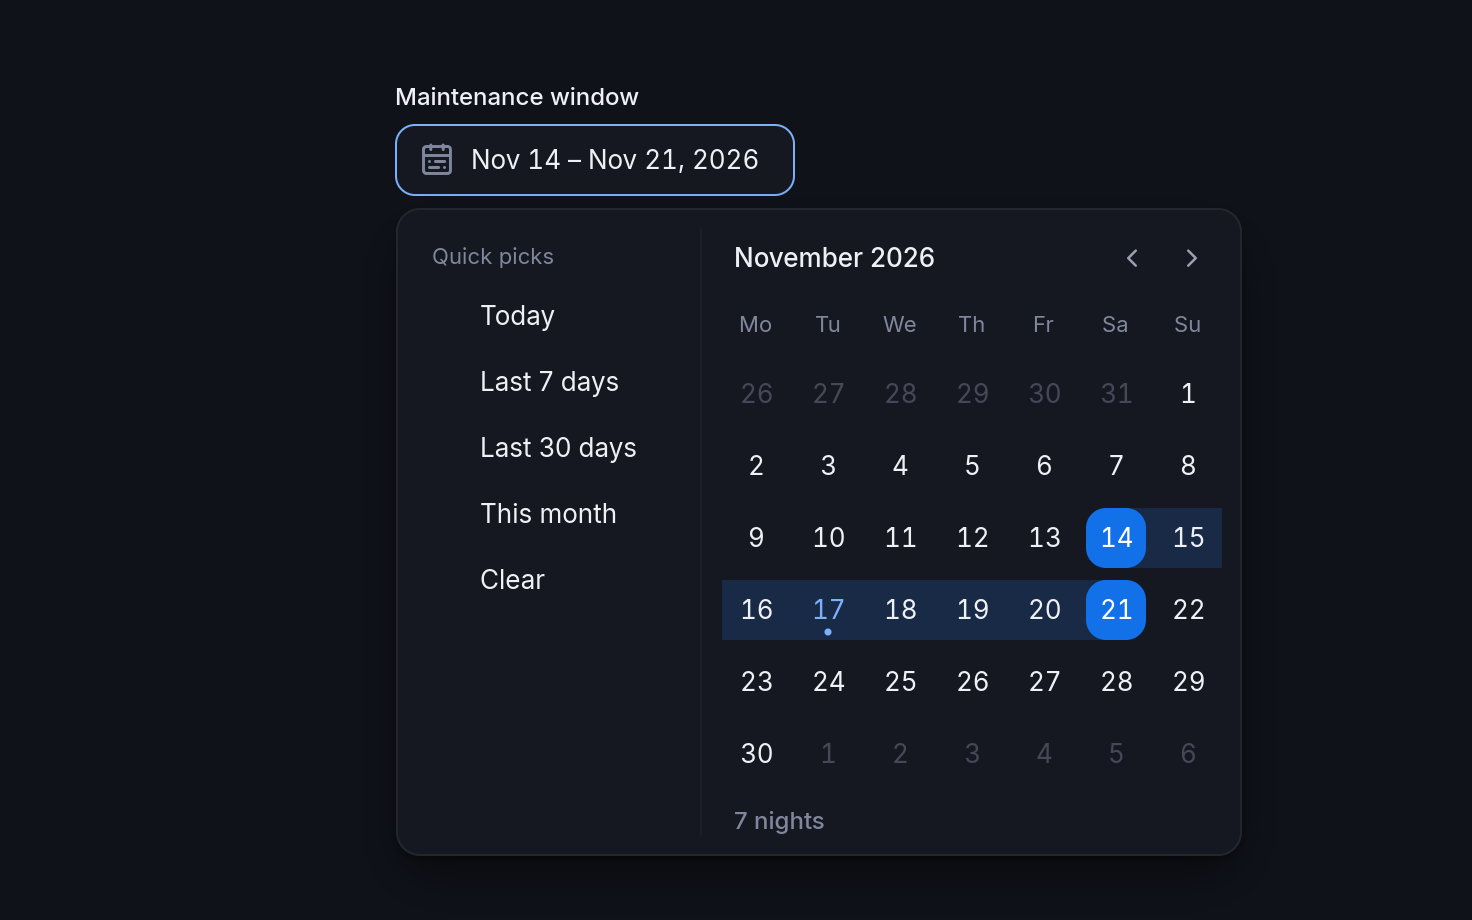 Maintenance window
Nov 14 – Nov 21, 2026
Quick picks
Today
Last 7 days
Last 30 days
This month
Clear
November 2026
Mo Tu We Th Fr Sa Su
26 27 28 29 30 31 1
2 3 4 5 6 7 8
9 10 11 12 13 14 15
16 17 18 19 20 21 22
23 24 25 26 27 28 29
30 1 2 3 4 5 6
7 nights